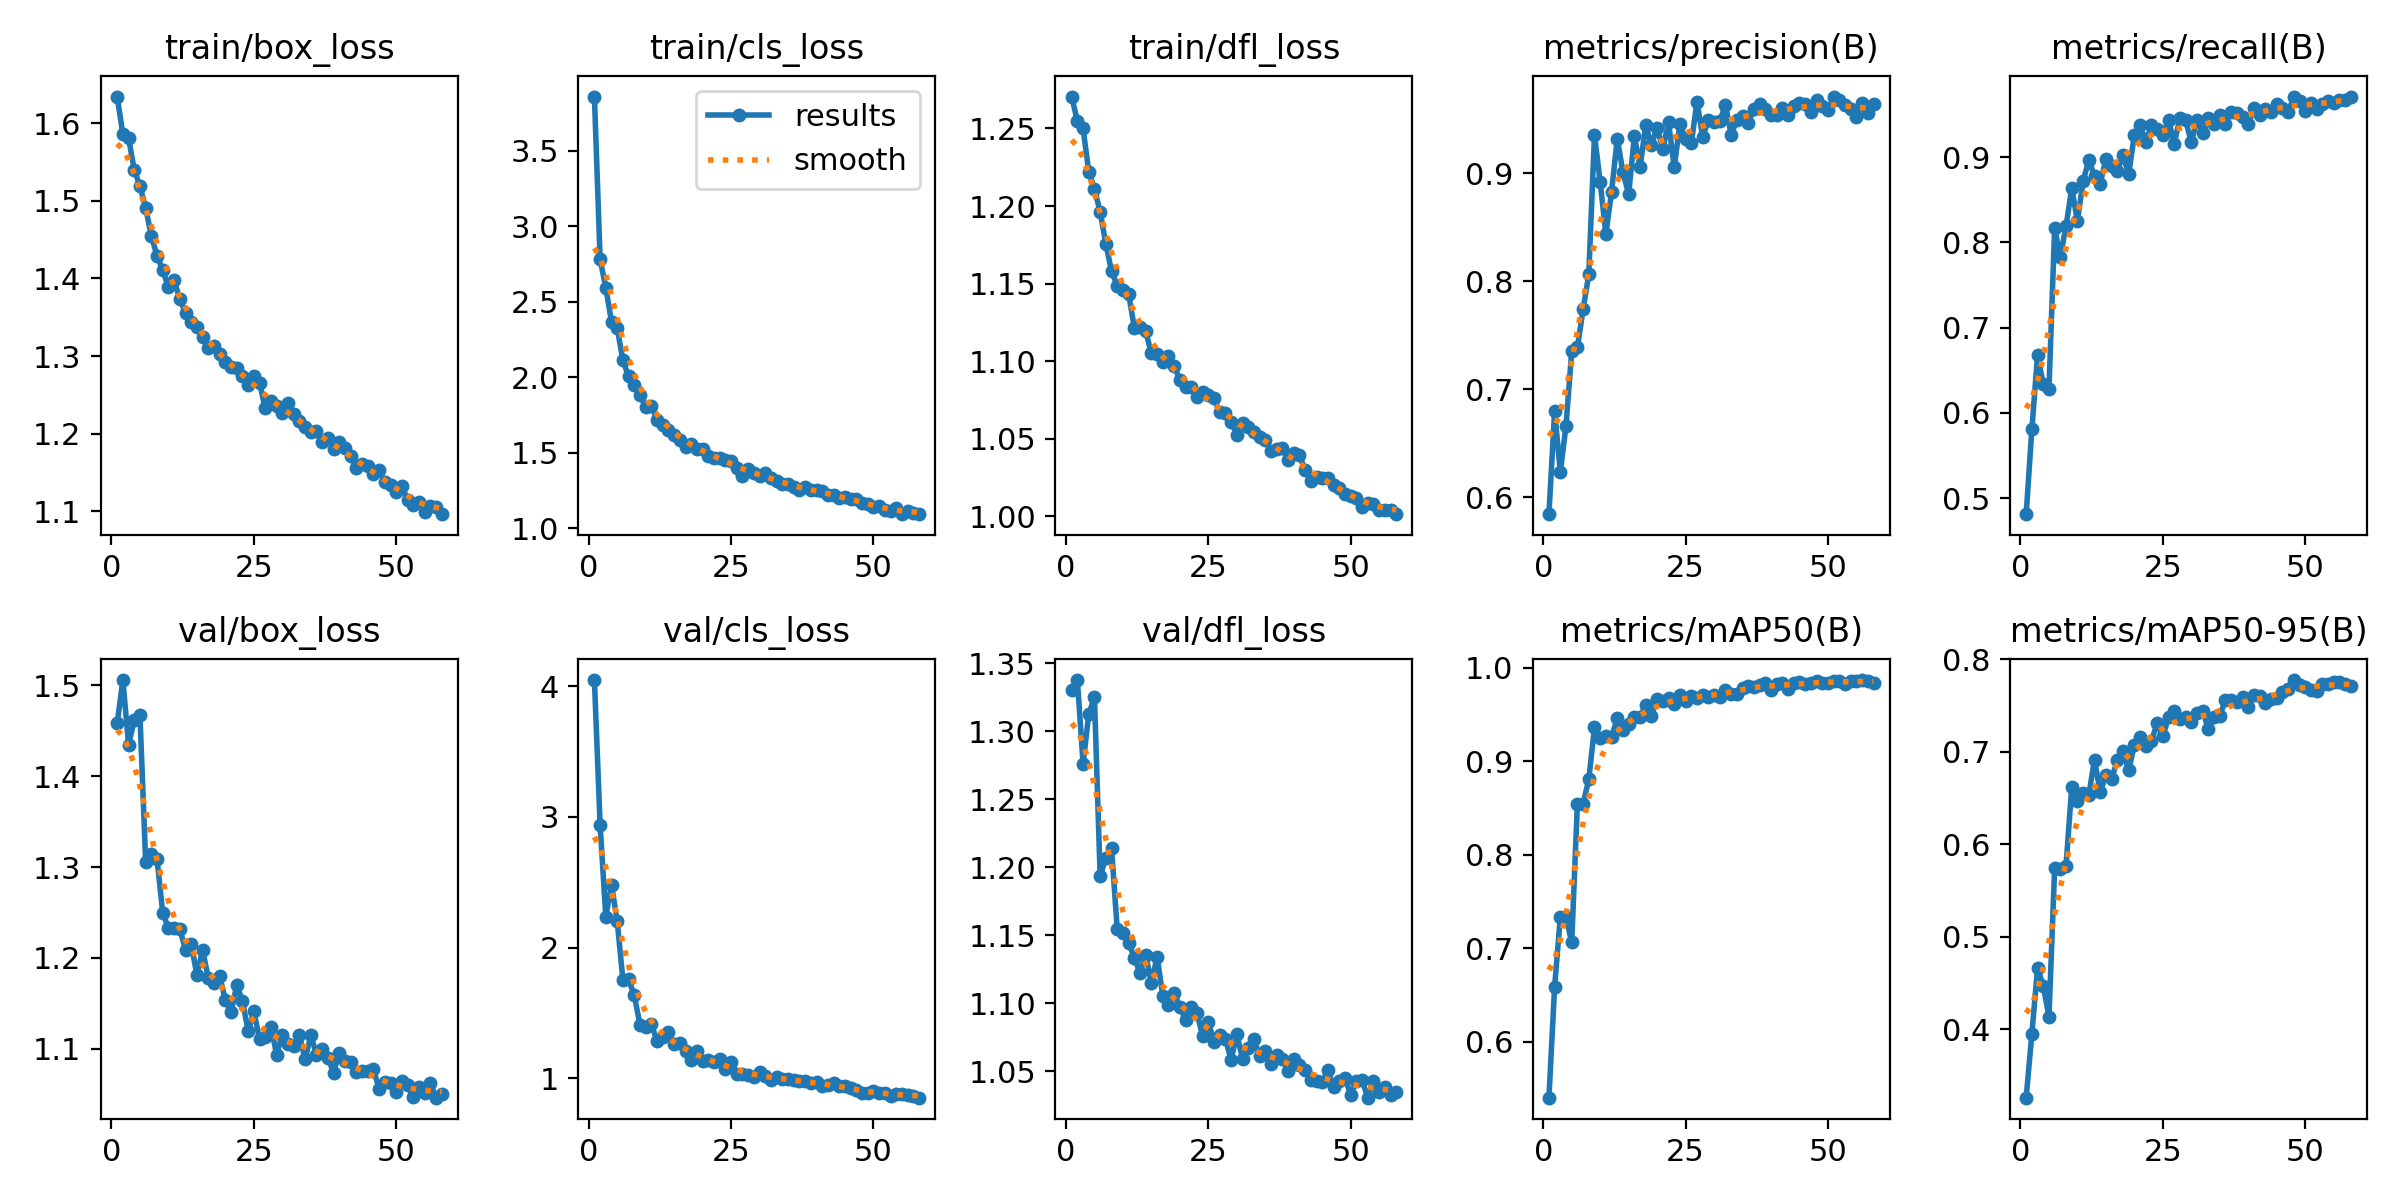 train/box_loss
1.6
1.5
1.4
1.3
1.2
1.1
0 25 50
train/cls_loss
results
smooth
3.5
3.0
2.5
2.0
1.5
1.0
0 25 50
train/dfl_loss
1.25
1.20
1.15
1.10
1.05
1.00
0 25 50
metrics/precision(B)
0.9
0.8
0.7
0.6
0 25 50
metrics/recall(B)
0.9
0.8
0.7
0.6
0.5
0 25 50
val/box_loss
1.5
1.4
1.3
1.2
1.1
0 25 50
val/cls_loss
4
3
2
1
0 25 50
val/dfl_loss
1.35
1.30
1.25
1.20
1.15
1.10
1.05
0 25 50
metrics/mAP50(B)
1.0
0.9
0.8
0.7
0.6
0 25 50
metrics/mAP50-95(B)
0.8
0.7
0.6
0.5
0.4
0 25 50